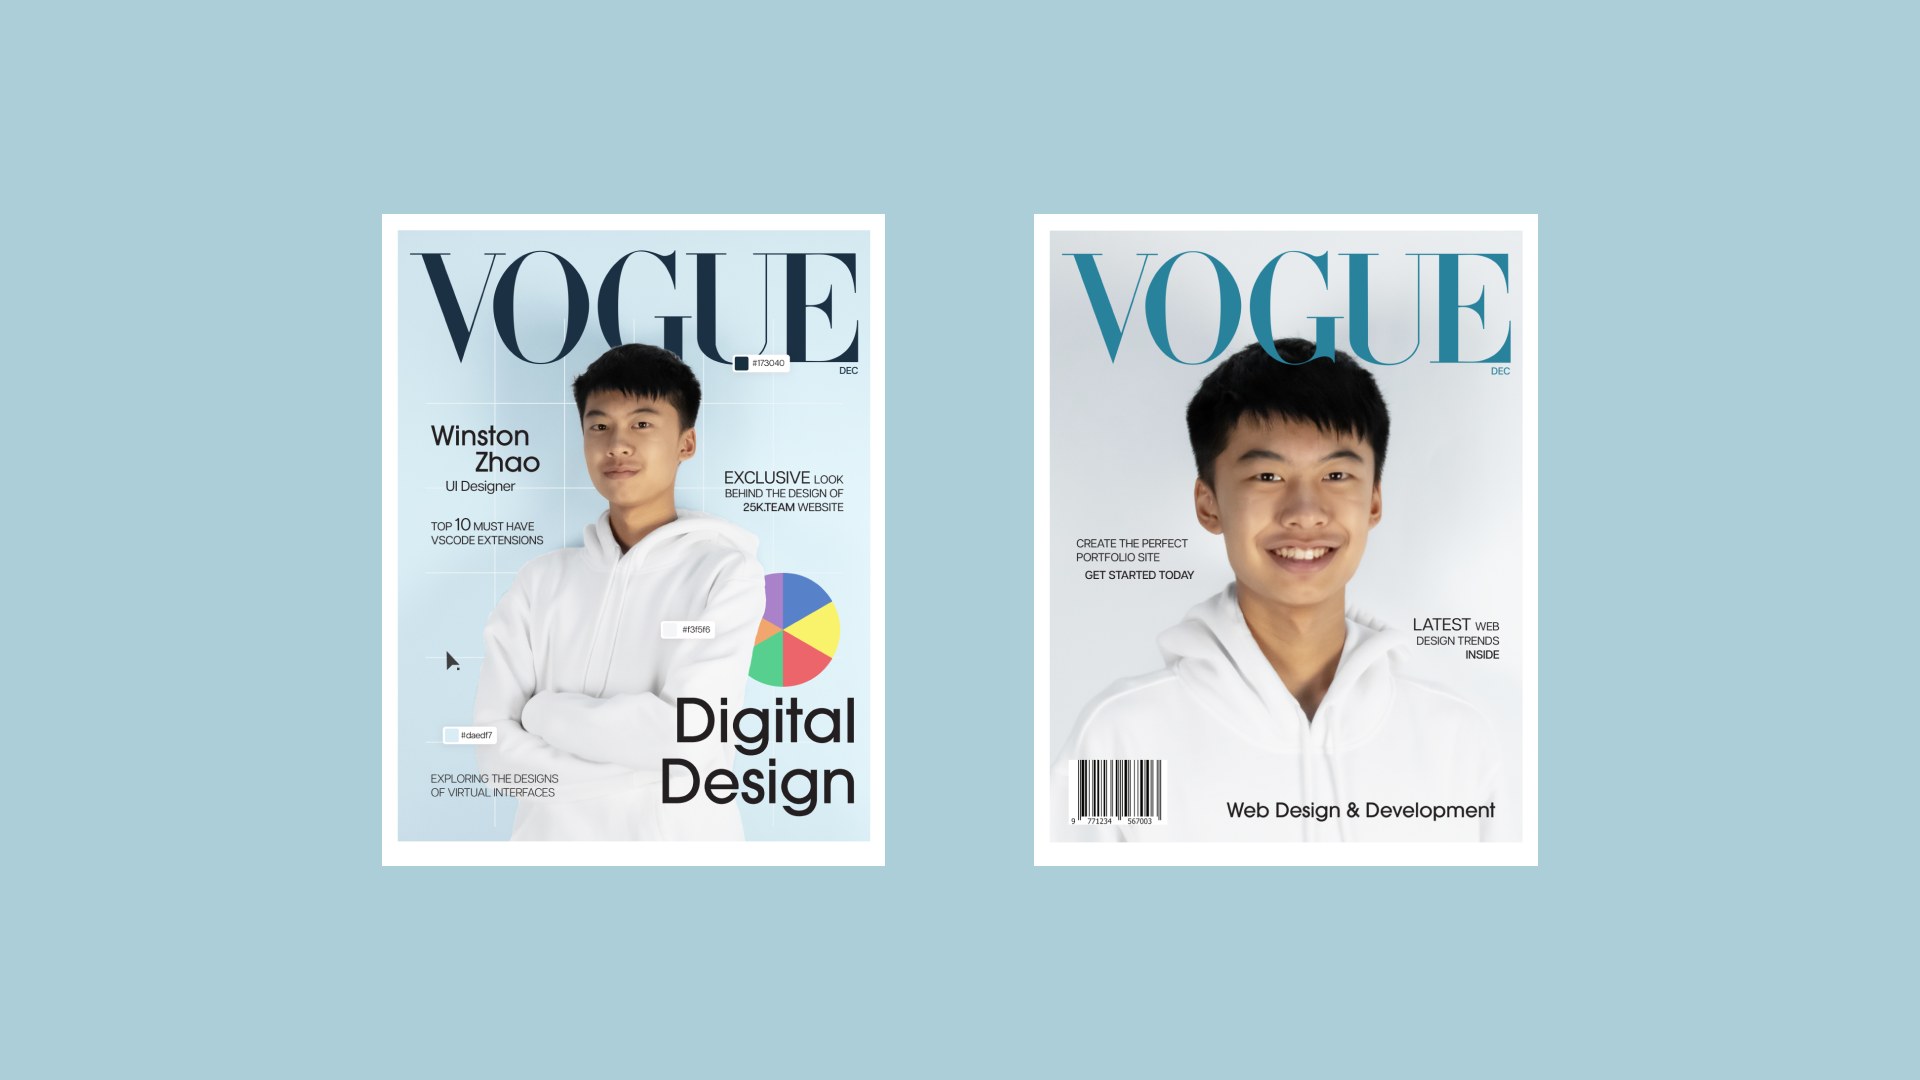 VOGUE
DEC
#173040
Winston
Zhao
UI Designer
TOP 10 MUST HAVE
VSCODE EXTENSIONS
EXCLUSIVE LOOK
BEHIND THE DESIGN OF
25K.TEAM WEBSITE
#f3f5f6
#daedf7
Digital
Design
EXPLORING THE DESIGNS
OF VIRTUAL INTERFACES
VOGUE
DEC
CREATE THE PERFECT
PORTFOLIO SITE
GET STARTED TODAY
LATEST WEB
DESIGN TRENDS
INSIDE
9 771234 567003
Web Design & Development